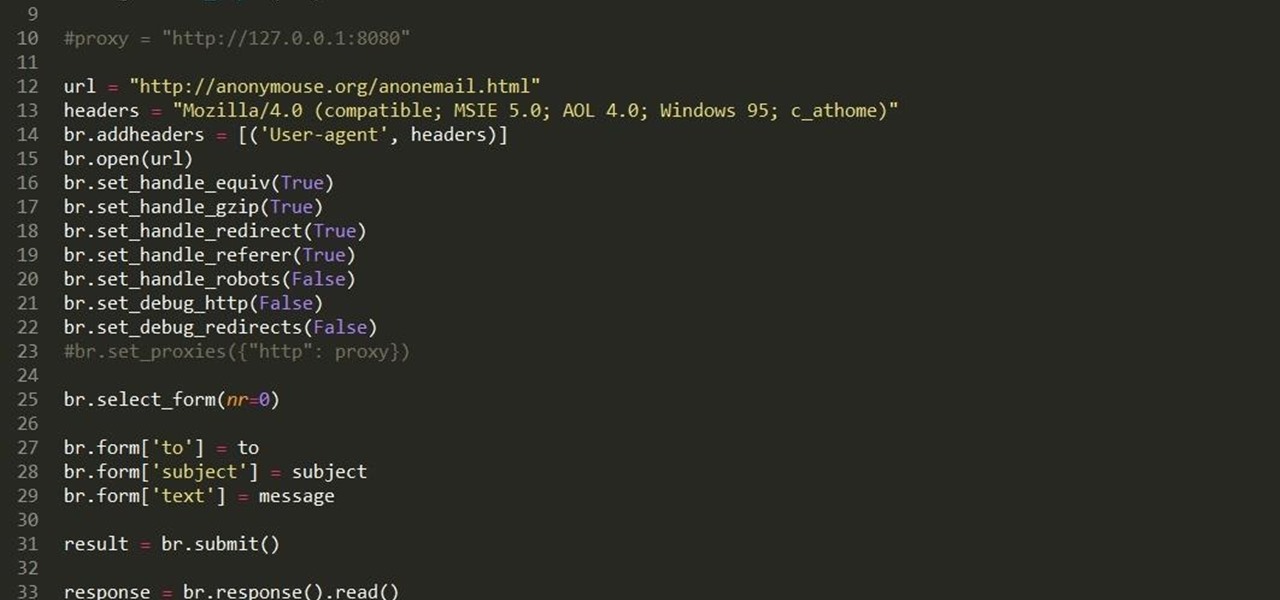 9
10 #proxy = "http://127.0.0.1:8080"
11
12 url = "http://anonymouse.org/anonemail.html"
13 headers = "Mozilla/4.0 (compatible; MSIE 5.0; AOL 4.0; Windows 95; c_athome)"
14 br.addheaders = [('User-agent', headers)]
15 br.open(url)
16 br.set_handle_equiv(True)
17 br.set_handle_gzip(True)
18 br.set_handle_redirect(True)
19 br.set_handle_referer(True)
20 br.set_handle_robots(False)
21 br.set_debug_http(False)
22 br.set_debug_redirects(False)
23 #br.set_proxies({"http": proxy})
24
25 br.select_form(nr=0)
26
27 br.form['to'] = to
28 br.form['subject'] = subject
29 br.form['text'] = message
30
31 result = br.submit()
32
33 response = br.response().read()